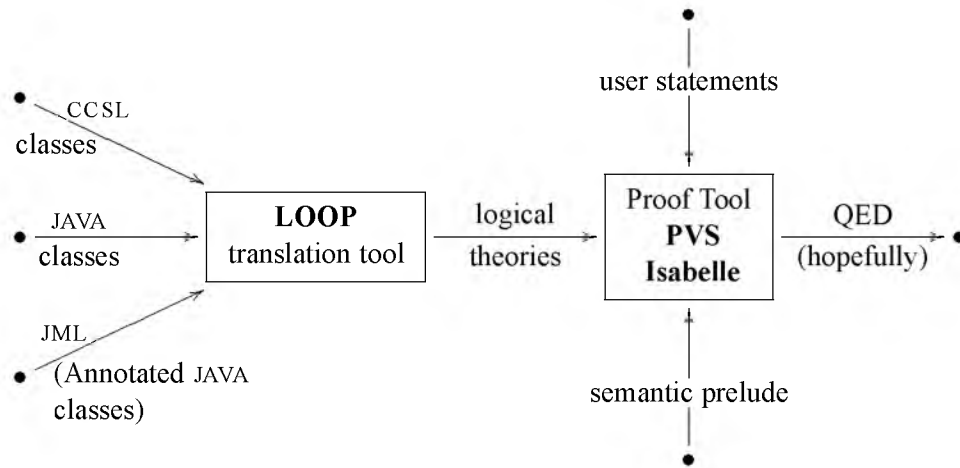 user statements
CCSL
classes
JAVA
classes
LOOP
translation tool
logical
theories
Proof Tool
PVS
Isabelle
QED
(hopefully)
JML
(Annotated JAVA
classes)
semantic prelude